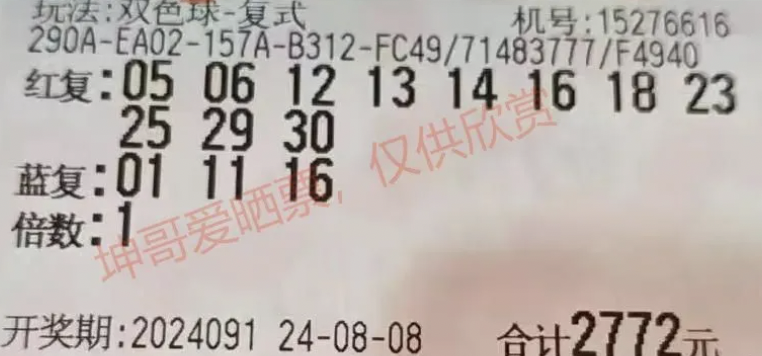 玩法:双色球-复式 机号:15276616
290A-EA02-157A-B312-FC49/71483777/F4940
红复:05 06 12 13 14 16 18 23
25 29 30
蓝复:01 11 16
倍数:1
坤哥爱晒票,仅供欣赏
开奖期:2024091 24-08-08 合计2772元